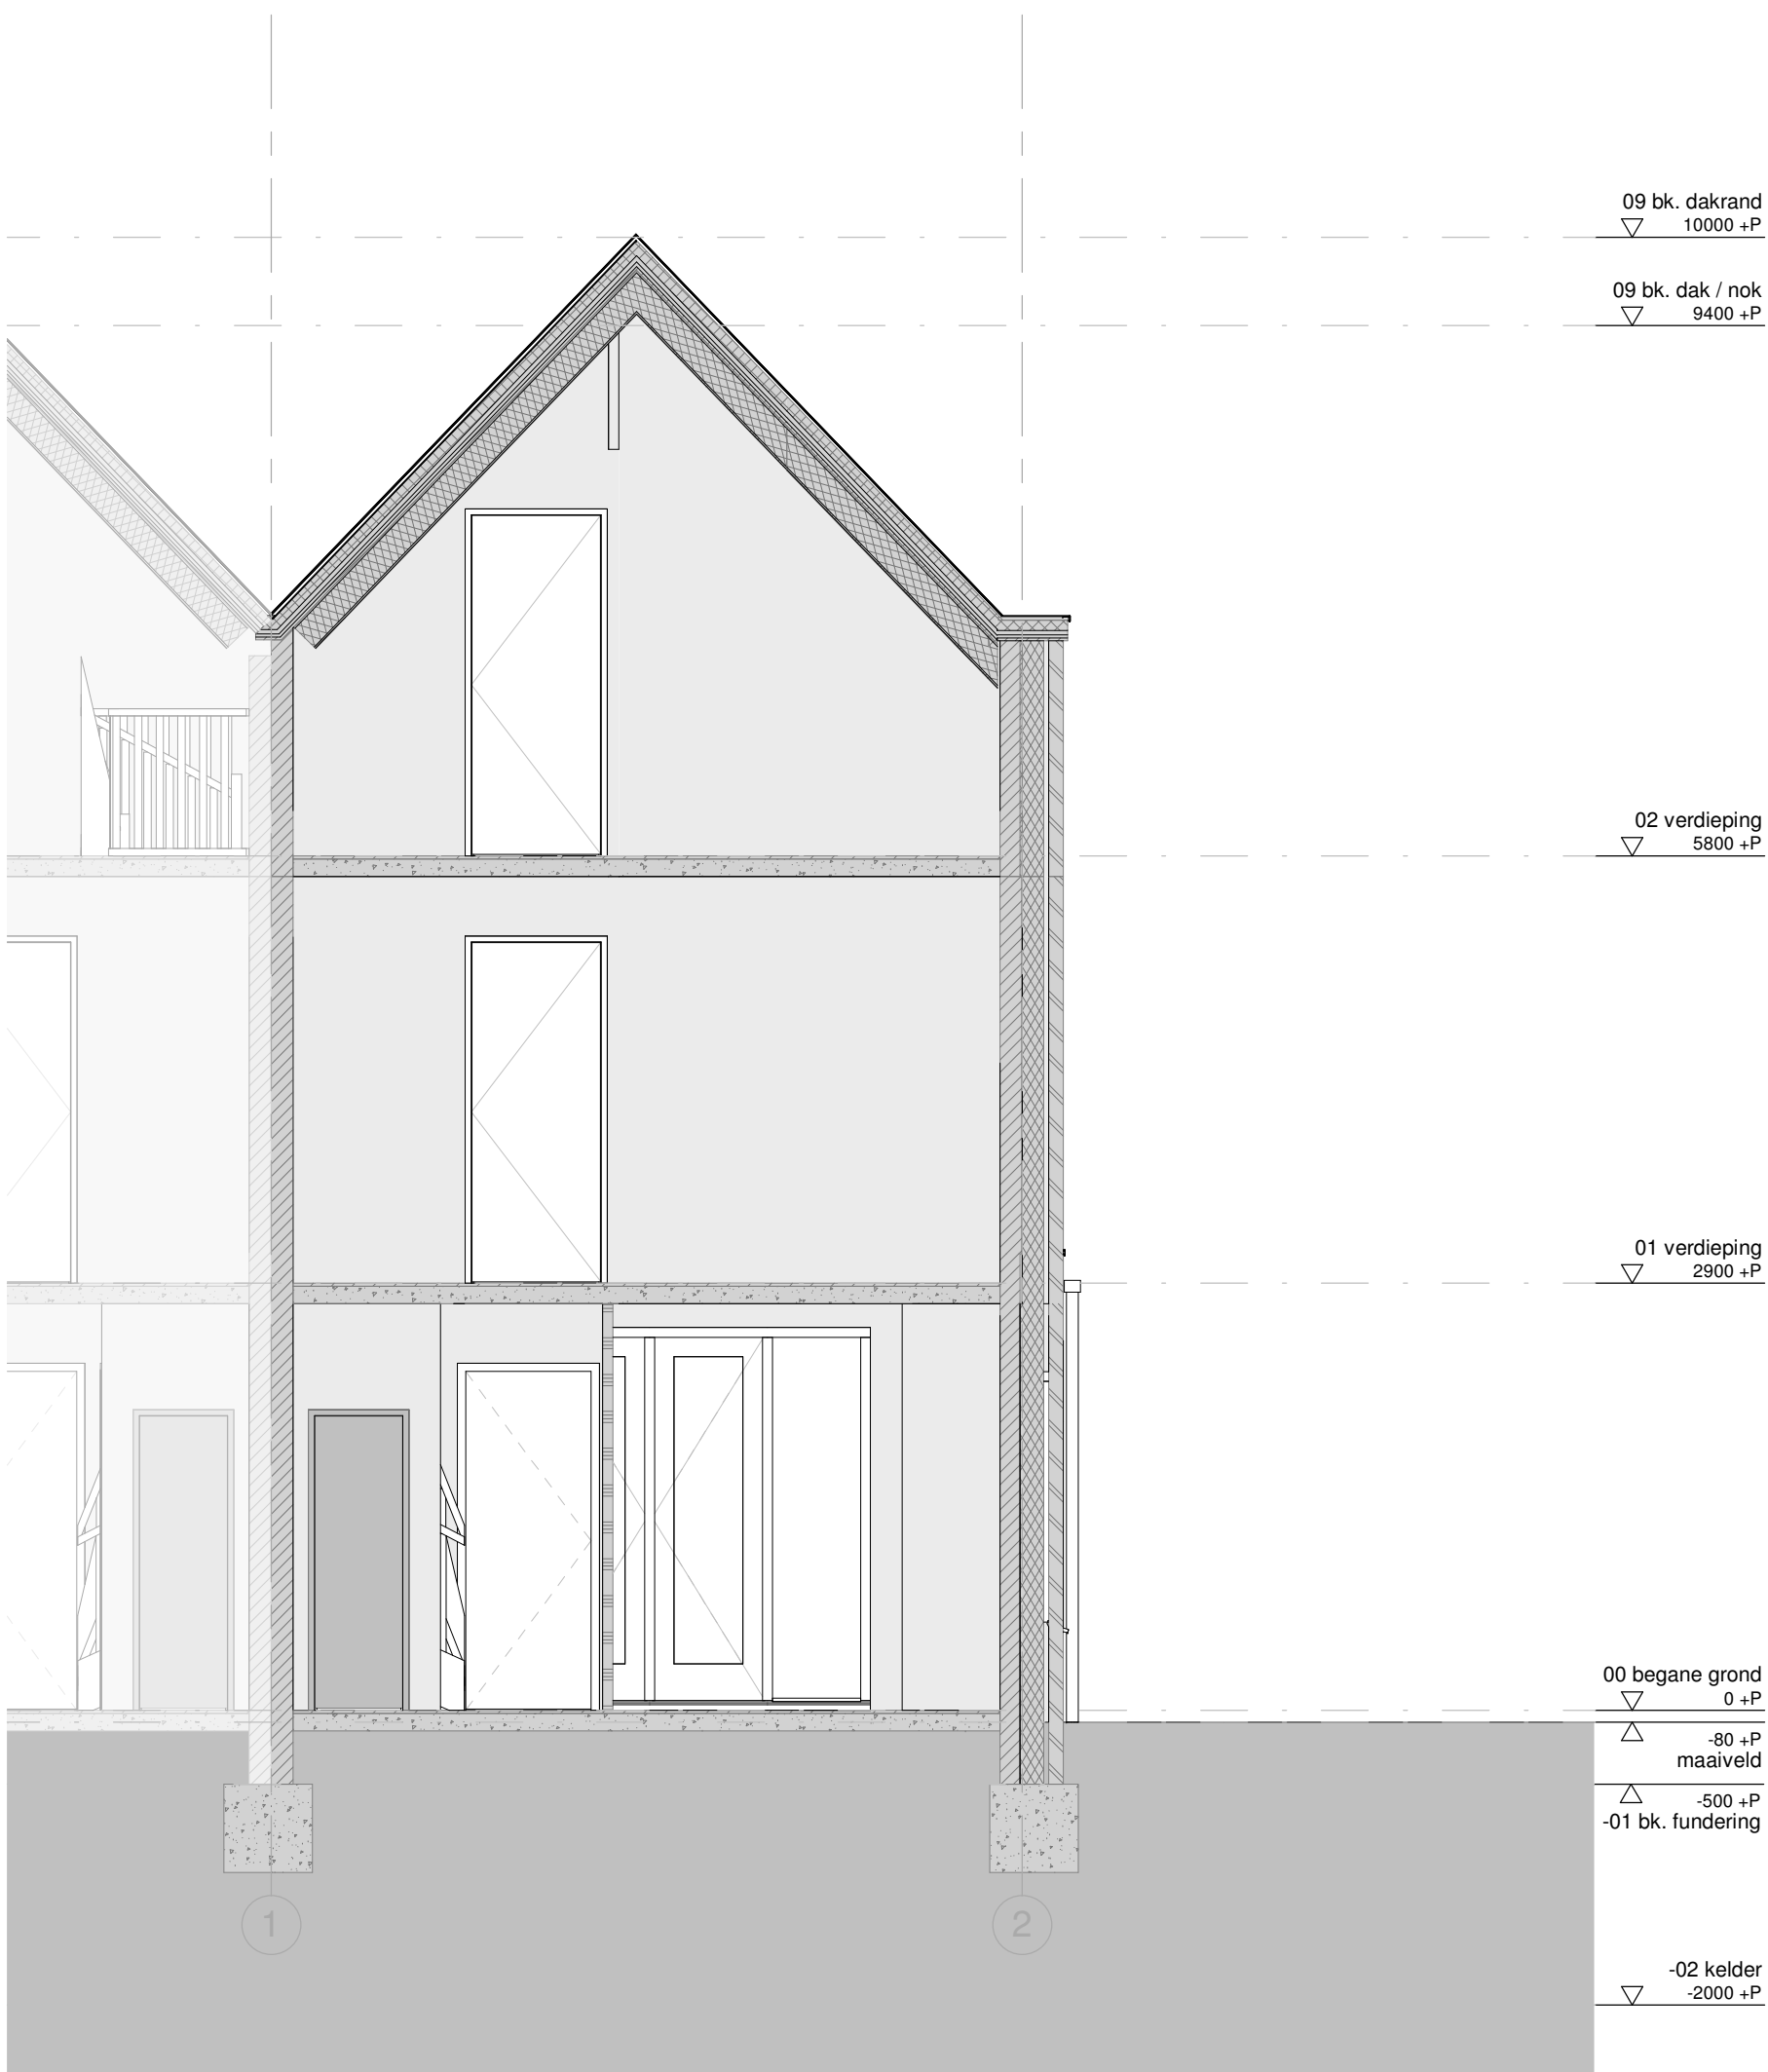 09 bk. dakrand
10000 +P
09 bk. dak / nok
9400 +P
02 verdieping
5800 +P
01 verdieping
2900 +P
00 begane grond
0 +P
-80 +P
maaiveld
-500 +P
-01 bk. fundering
1
2
-02 kelder
-2000 +P